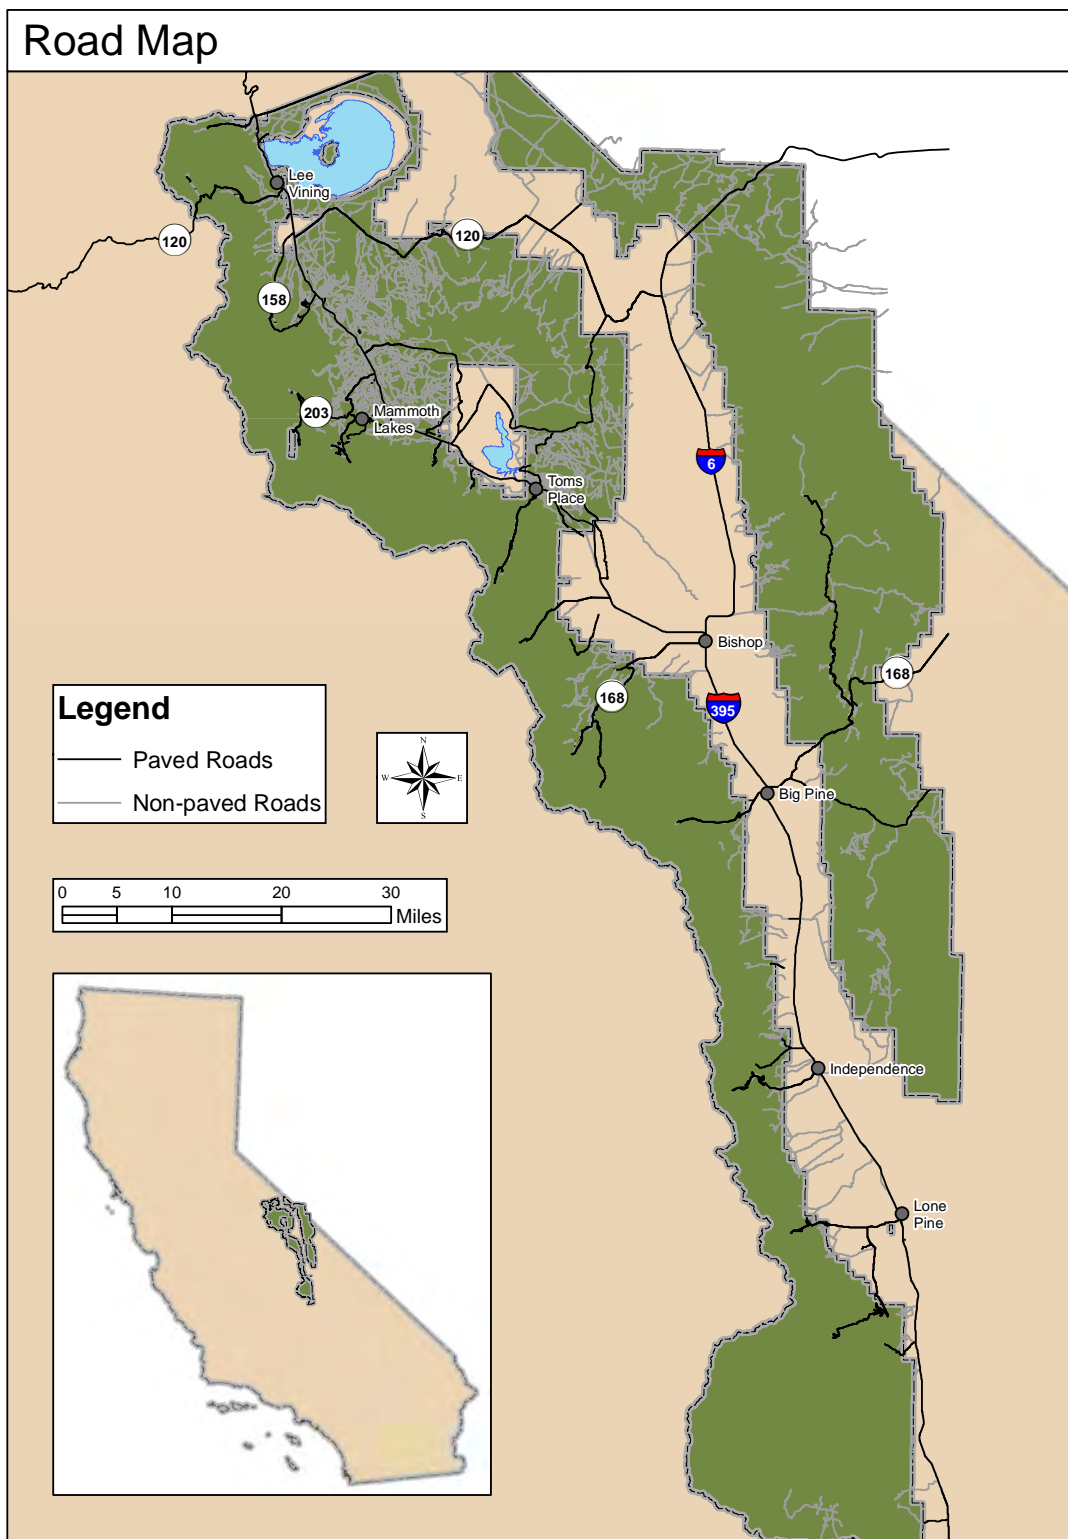 Road Map
Lee
Vining
120
120
158
203
Mammoth
Lakes
6
Toms
Place
Bishop
168
168
395
Legend
Paved Roads
Non-paved Roads
N
W
E
S
Big Pine
0
5
10
20
30
Miles
Independence
Lone
Pine